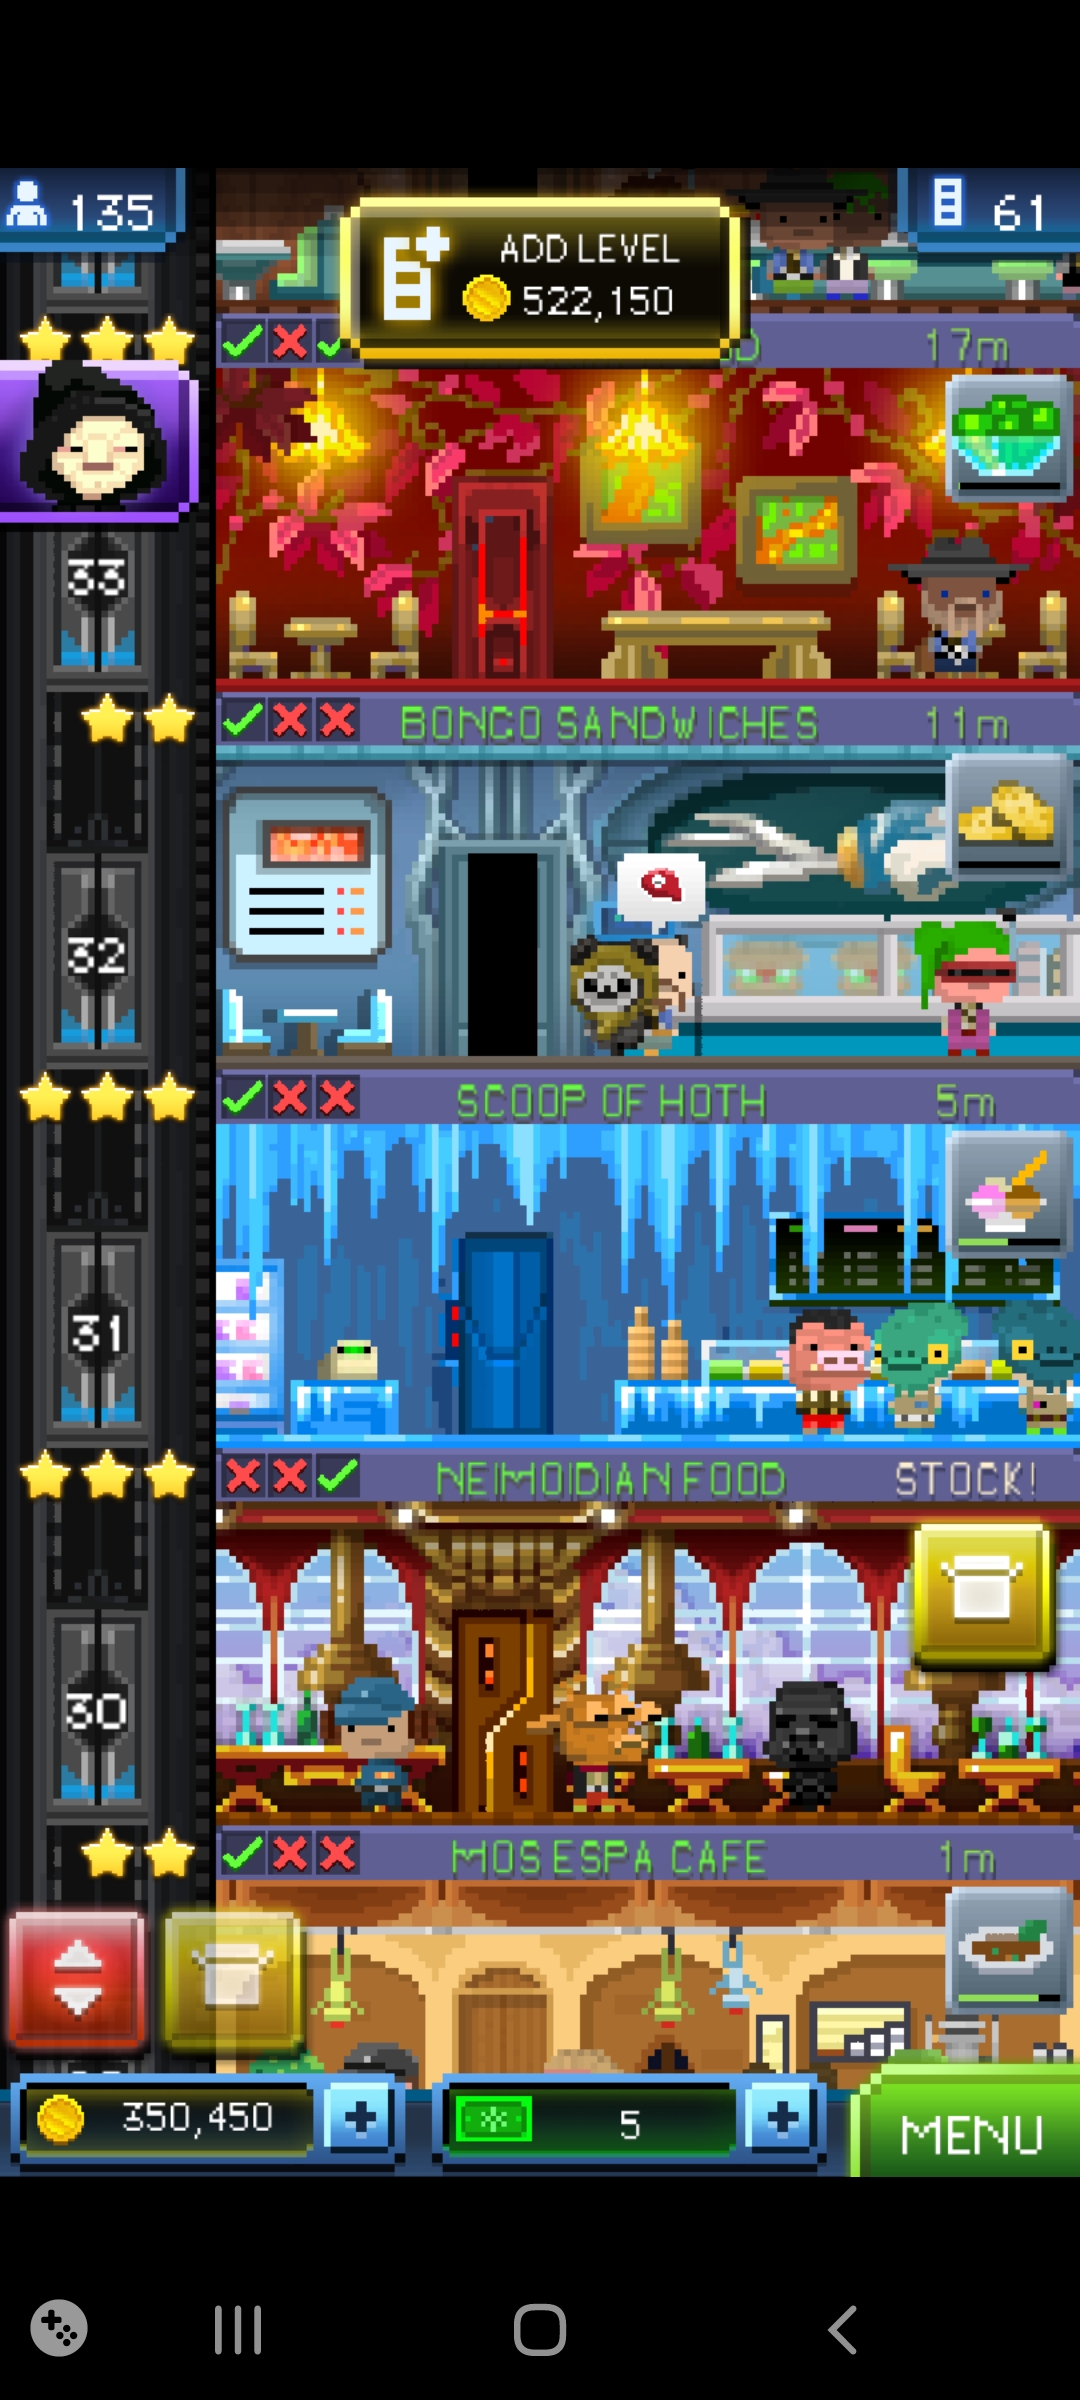 135
61
ADD LEVEL
522,150
17m
33
BONGO SANDWICHES 11m
32
SCOOP OF HOTH 5m
31
NEIMOIDIAN FOOD STOCK!
30
MOS ESPA CAFE 1m
350,450
5
MENU